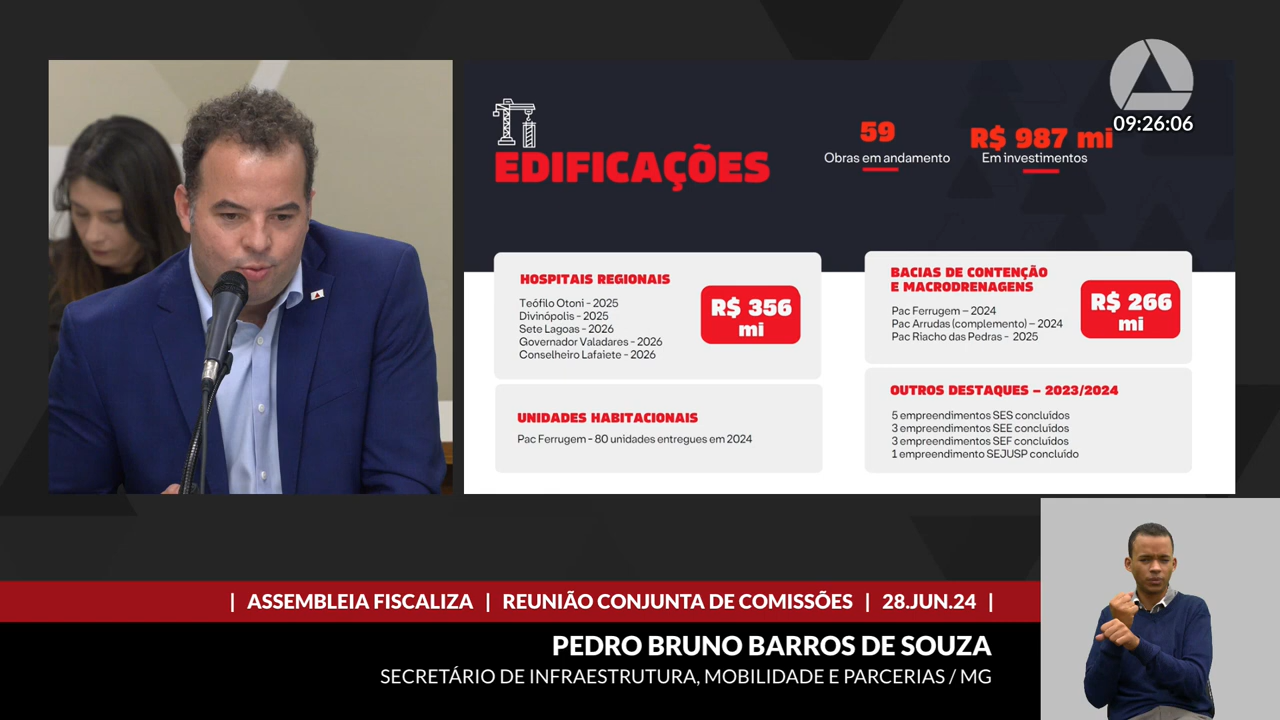 09:26:06
EDIFICAÇÕES
59
Obras em andamento
R$ 987 mi
Em investimentos
HOSPITAIS REGIONAIS
Teófilo Otoni - 2025
Divinópolis - 2025
Sete Lagoas - 2026
Governador Valadares - 2026
Conselheiro Lafaiete - 2026
R$ 356
mi
BACIAS DE CONTENÇÃO
E MACRODRENAGENS
Pac Ferrugem – 2024
Pac Arrudas (complemento) – 2024
Pac Riacho das Pedras - 2025
R$ 266
mi
UNIDADES HABITACIONAIS
Pac Ferrugem - 80 unidades entregues em 2024
OUTROS DESTAQUES – 2023/2024
5 empreendimentos SES concluídos
3 empreendimentos SEE concluídos
3 empreendimentos SEF concluídos
1 empreendimento SEJUSP concluído
| ASSEMBLEIA FISCALIZA | REUNIÃO CONJUNTA DE COMISSÕES | 28.JUN.24 |
PEDRO BRUNO BARROS DE SOUZA
SECRETÁRIO DE INFRAESTRUTURA, MOBILIDADE E PARCERIAS / MG